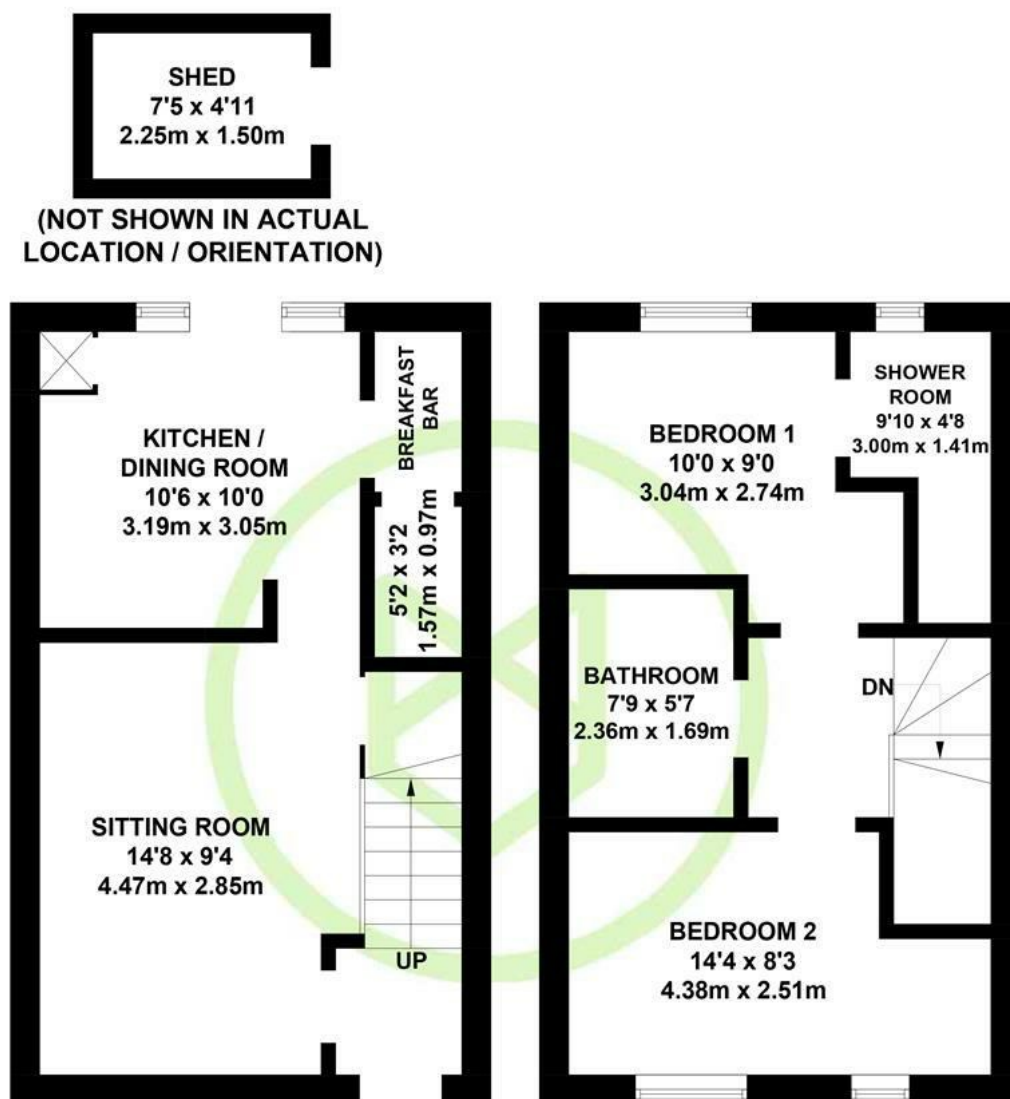 SHED
7'5 x 4'11
2.25m x 1.50m
(NOT SHOWN IN ACTUAL
LOCATION / ORIENTATION)
KITCHEN /
DINING ROOM
10'6 x 10'0
3.19m x 3.05m
BREAKFAST
BAR
5'2 x 3'2
1.57m x 0.97m
SITTING ROOM
14'8 x 9'4
4.47m x 2.85m
UP
BEDROOM 1
10'0 x 9'0
3.04m x 2.74m
SHOWER
ROOM
9'10 x 4'8
3.00m x 1.41m
BATHROOM
7'9 x 5'7
2.36m x 1.69m
DN
BEDROOM 2
14'4 x 8'3
4.38m x 2.51m